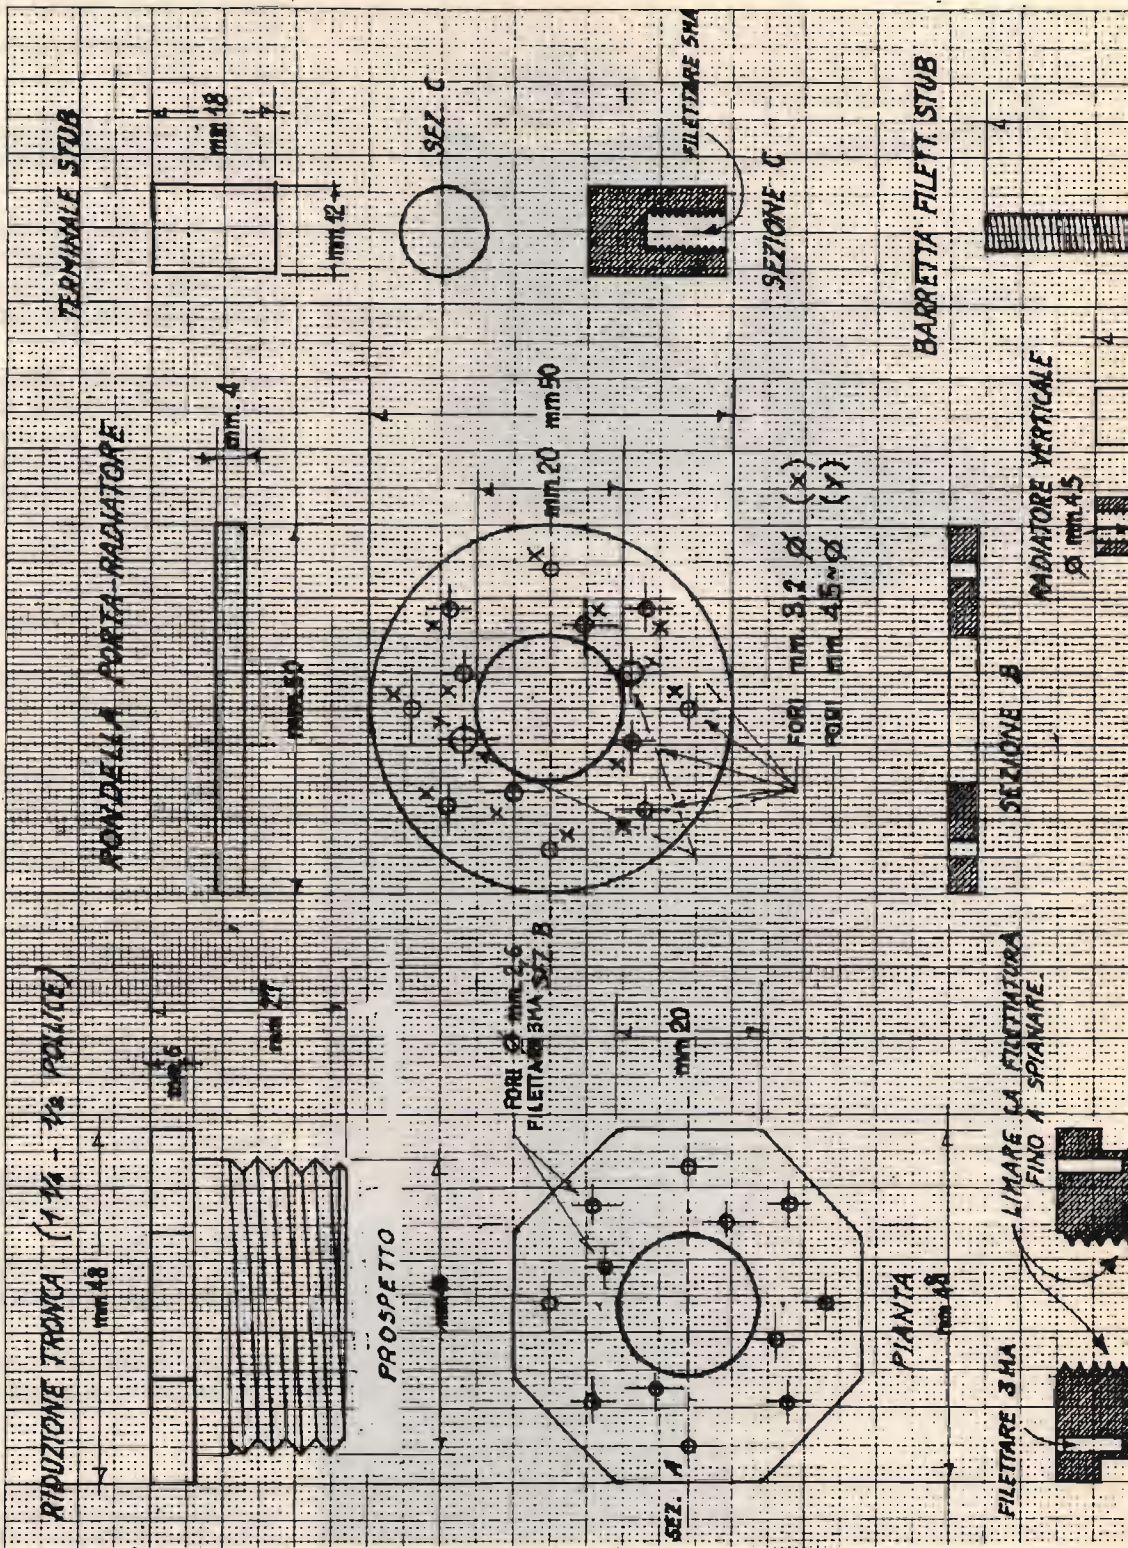 RIDUZIONE TRONCA (1 1/4 - 1/2 POLLICE)
mm 48
mm 6
mm 27
PROSPETTO
FORI Ø mm 2,6
FILETTARE 3MA
SEZ. B
mm 20
SEZ. A
PIANTA
mm 48
FILETTARE 3MA
LIMARE LA FILETTATURA
FINO A SPIANARE
RONDELLA PORTA-RADIATORE
mm. 4
mm. 50
mm. 20
mm 50
x
x
x
x
x
x
x
x
x
x
x
x
y
y
FORI mm 3,2 Ø (x)
FORI mm 4,5 Ø (y)
SEZIONE B
RADIATORE VERTICALE
Ø mm 4,5
TERMINALE STUB
mm 18
mm 12
SEZ. C
FILETTARE 5MA
SEZIONE C
BARRETTA FILETT. STUB